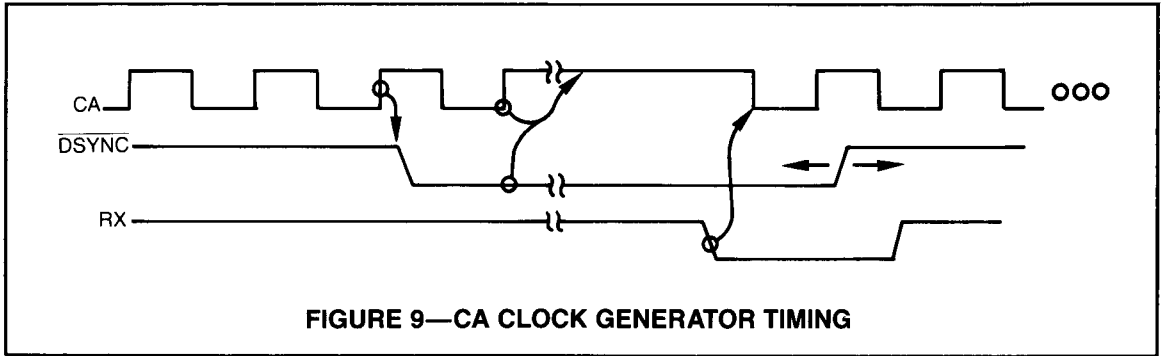 CA
DSYNC
RX
FIGURE 9—CA CLOCK GENERATOR TIMING